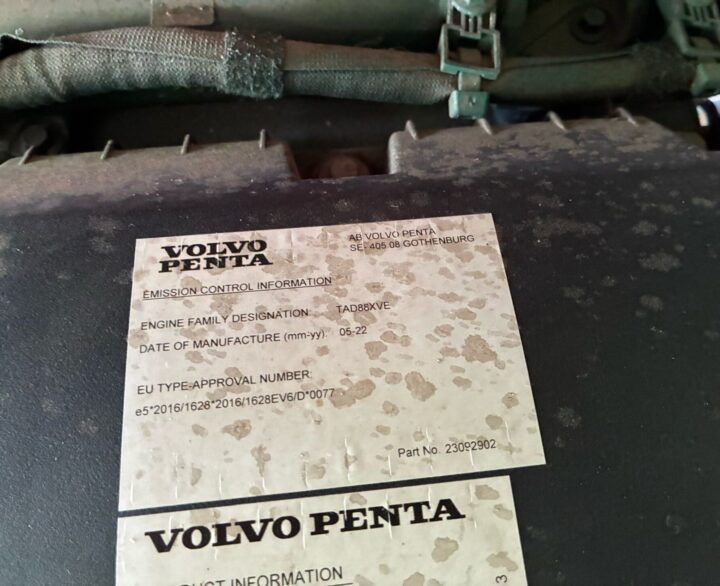 VOLVO
PENTA
AB VOLVO PENTA
SE- 405 08 GOTHENBURG
EMISSION CONTROL INFORMATION
ENGINE FAMILY DESIGNATION: TAD88XVE
DATE OF MANUFACTURE (mm-yy): 05-22
EU TYPE-APPROVAL NUMBER:
e5*2016/1628*2016/1628EV6/D*0077
Part No. 23092902
VOLVO PENTA
INFORMATION
3